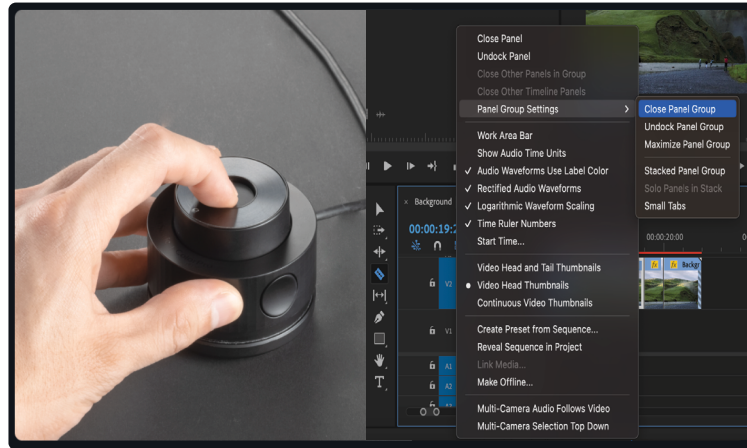 Close Panel
Undock Panel
Close Other Panels in Group
Close Other Timeline Panels
Panel Group Settings
Work Area Bar
Show Audio Time Units
✓ Audio Waveforms Use Label Color
✓ Rectified Audio Waveforms
✓ Logarithmic Waveform Scaling
✓ Time Ruler Numbers
Start Time...
Video Head and Tail Thumbnails
Video Head Thumbnails
Continuous Video Thumbnails
Create Preset from Sequence...
Reveal Sequence in Project
Link Media...
Make Offline...
Multi-Camera Audio Follows Video
Multi-Camera Selection Top Down
Close Panel Group
Undock Panel Group
Maximize Panel Group
Stacked Panel Group
Solo Panels in Stack
Small Tabs
× Background
00:00:19:2
00:00:20:00
fx
fx Backgr
V2
V1
A1
A2
T